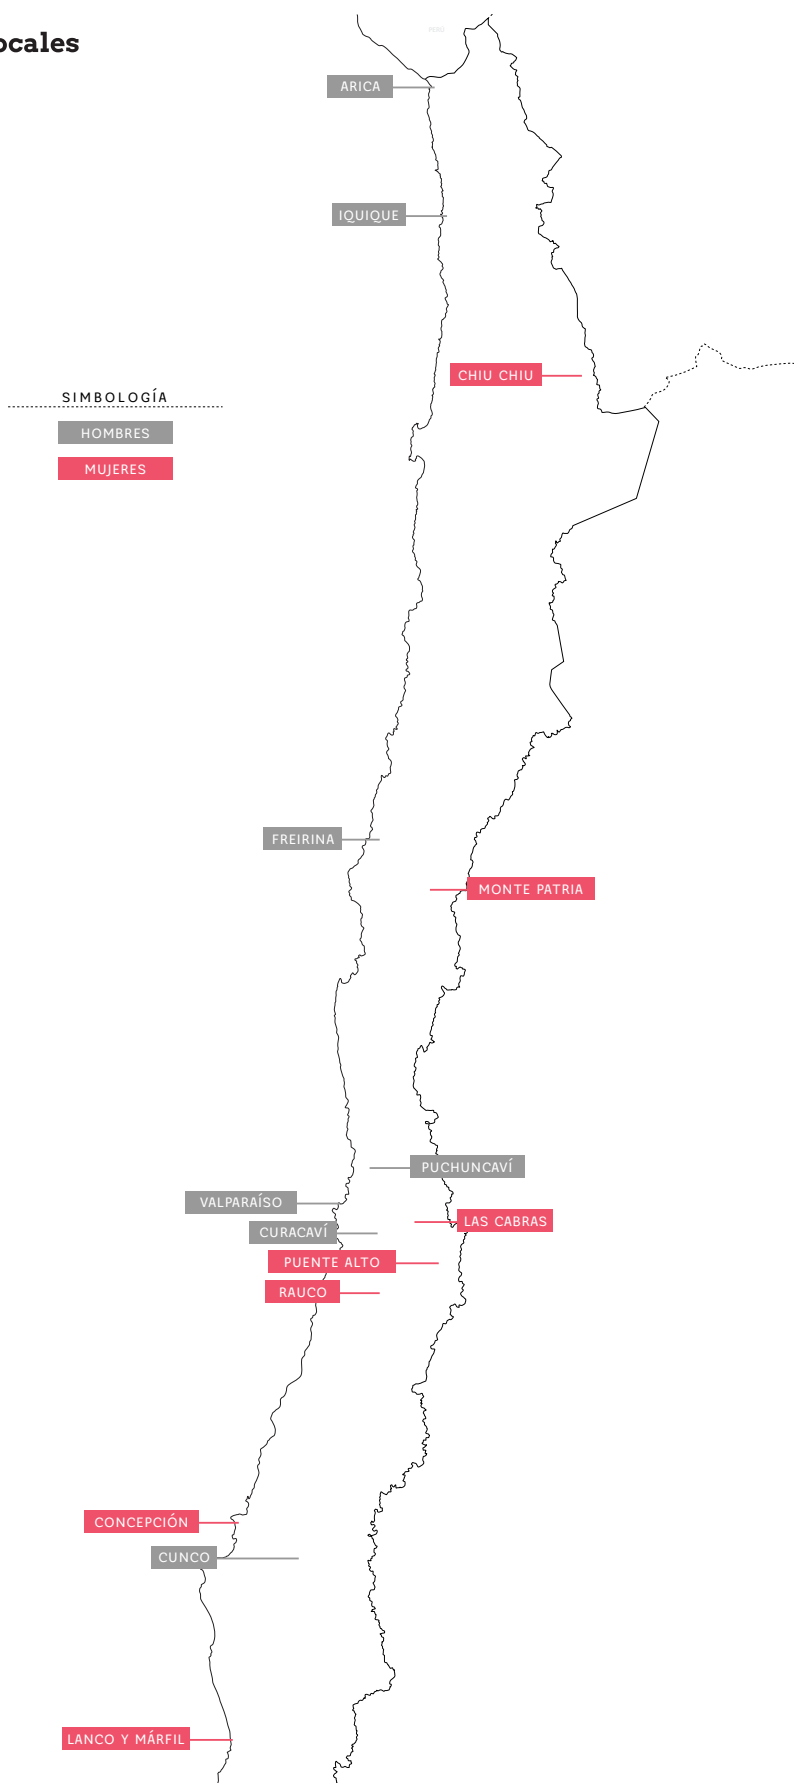 ocales
PERÚ
ARICA
IQUIQUE
CHIU CHIU
SIMBOLOGÍA
HOMBRES
MUJERES
FREIRINA
MONTE PATRIA
PUCHUNCAVÍ
VALPARAÍSO
LAS CABRAS
CURACAVÍ
PUENTE ALTO
RAUCO
CONCEPCIÓN
CUNCO
LANCO Y MÁRFIL